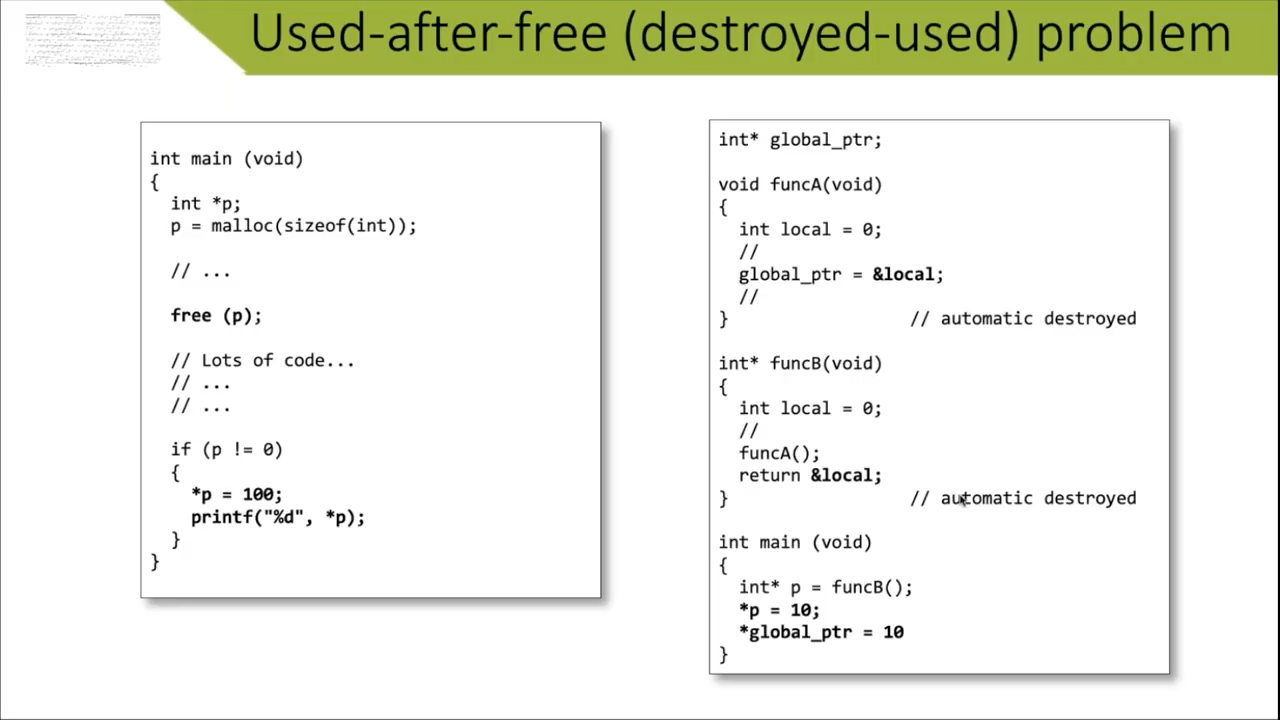 Used-after-free (destroyed-used) problem
int main (void)
{
int *p;
p = malloc(sizeof(int));
// ...
free (p);
// Lots of code...
// ...
// ...
if (p != 0)
{
*p = 100;
printf("%d", *p);
}
}
int* global_ptr;
void funcA(void)
{
int local = 0;
//
global_ptr = &local;
//
} // automatic destroyed
int* funcB(void)
{
int local = 0;
//
funcA();
return &local;
} // automatic destroyed
int main (void)
{
int* p = funcB();
*p = 10;
*global_ptr = 10
}